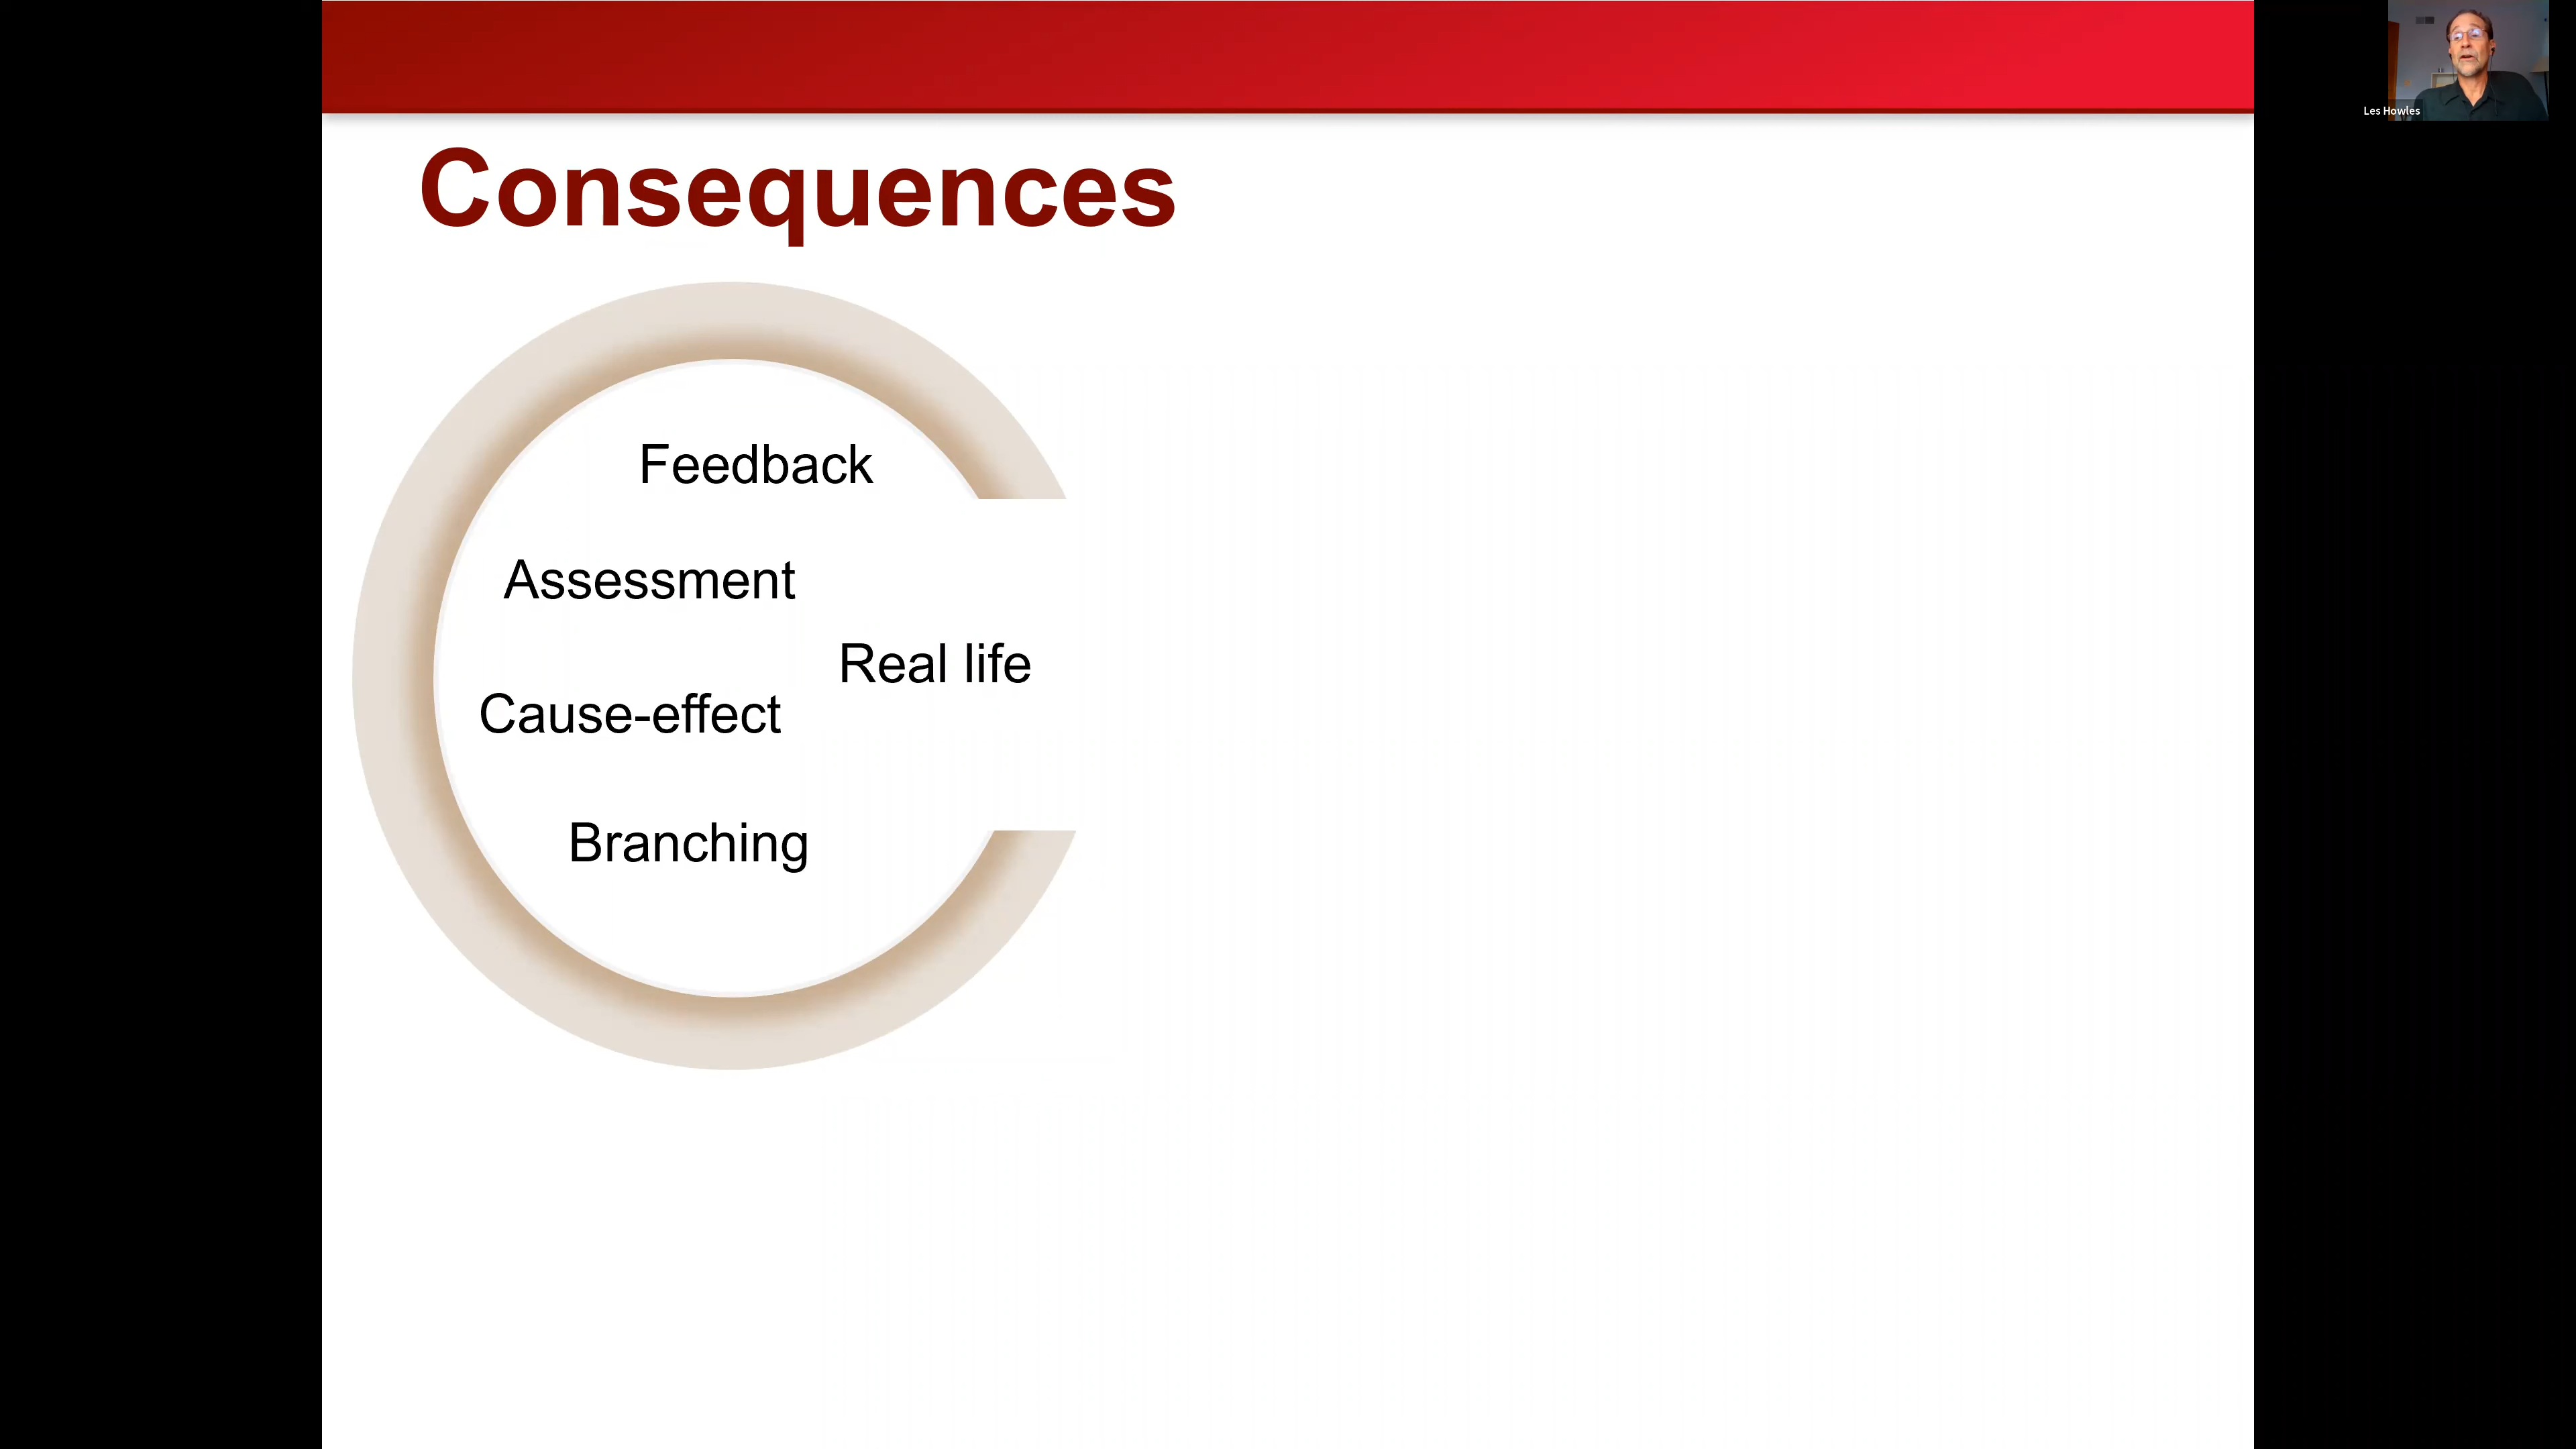 Les Howles
Consequences
Feedback
Assessment
Real life
Cause-effect
Branching